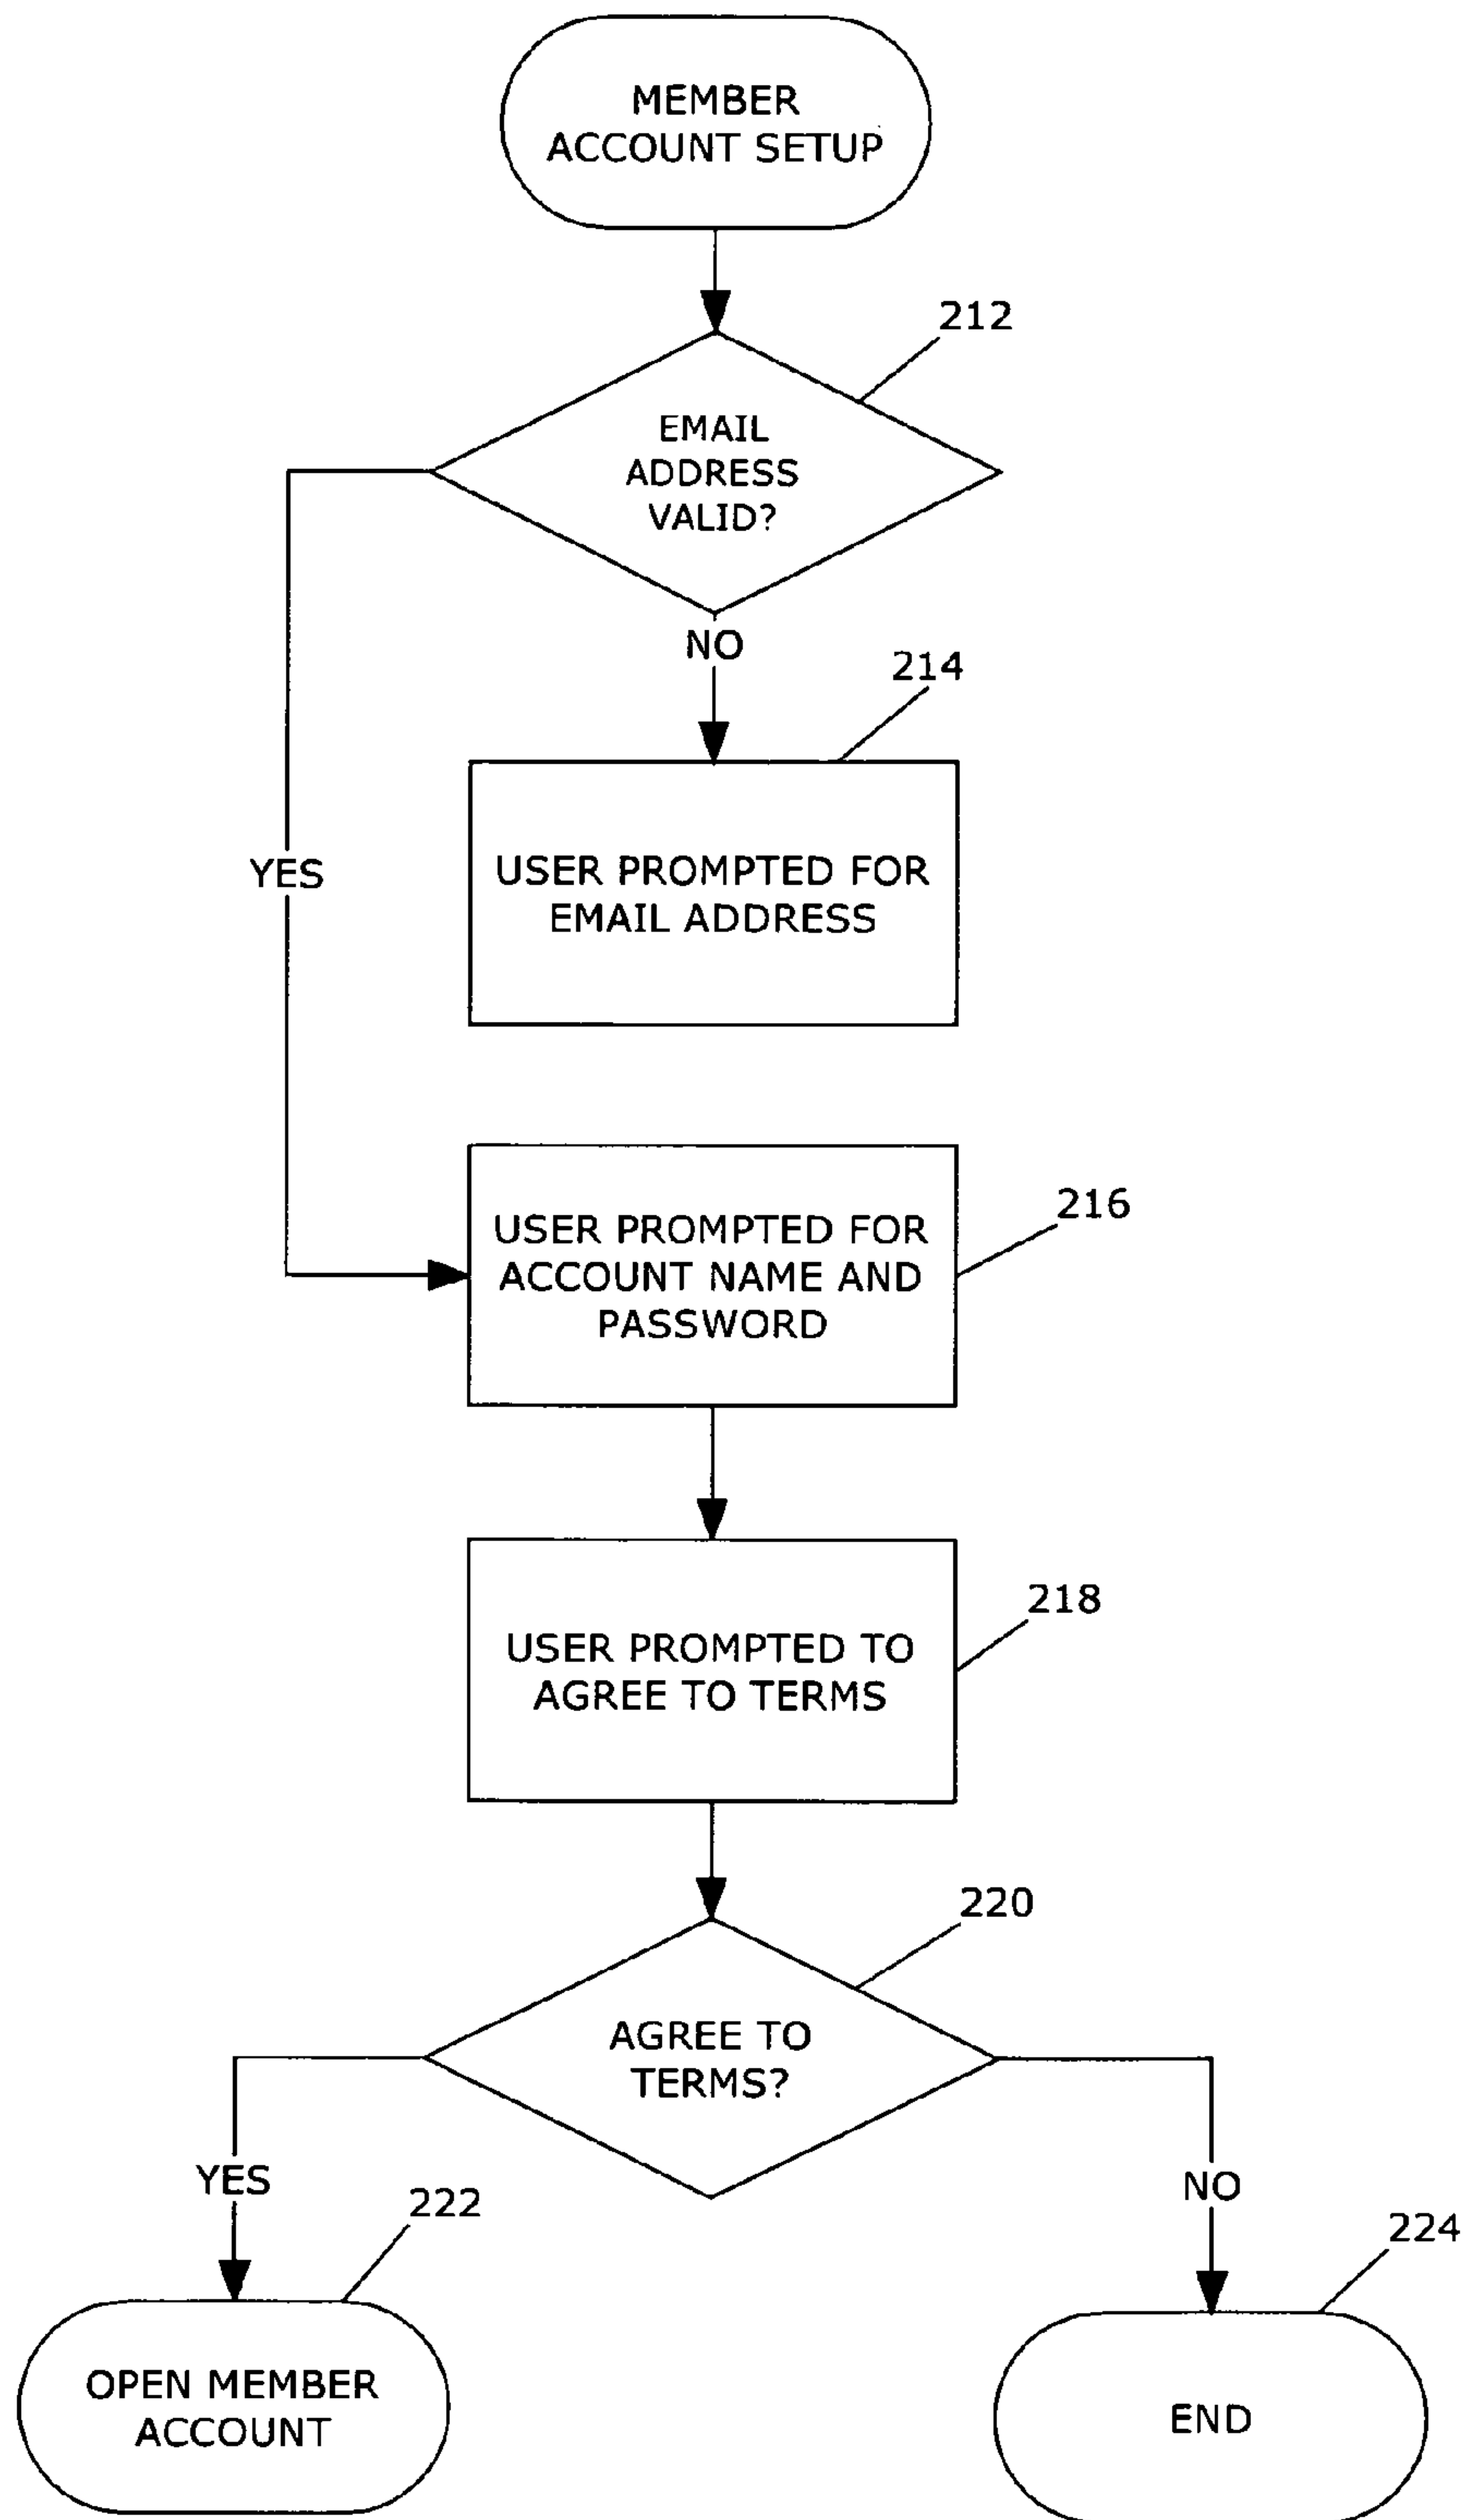 MEMBER
ACCOUNT SETUP
212
EMAIL
ADDRESS
VALID?
NO
214
YES
USER PROMPTED FOR
EMAIL ADDRESS
216
USER PROMPTED FOR
ACCOUNT NAME AND
PASSWORD
218
USER PROMPTED TO
AGREE TO TERMS
220
AGREE TO
TERMS?
YES
NO
222
224
OPEN MEMBER
ACCOUNT
END